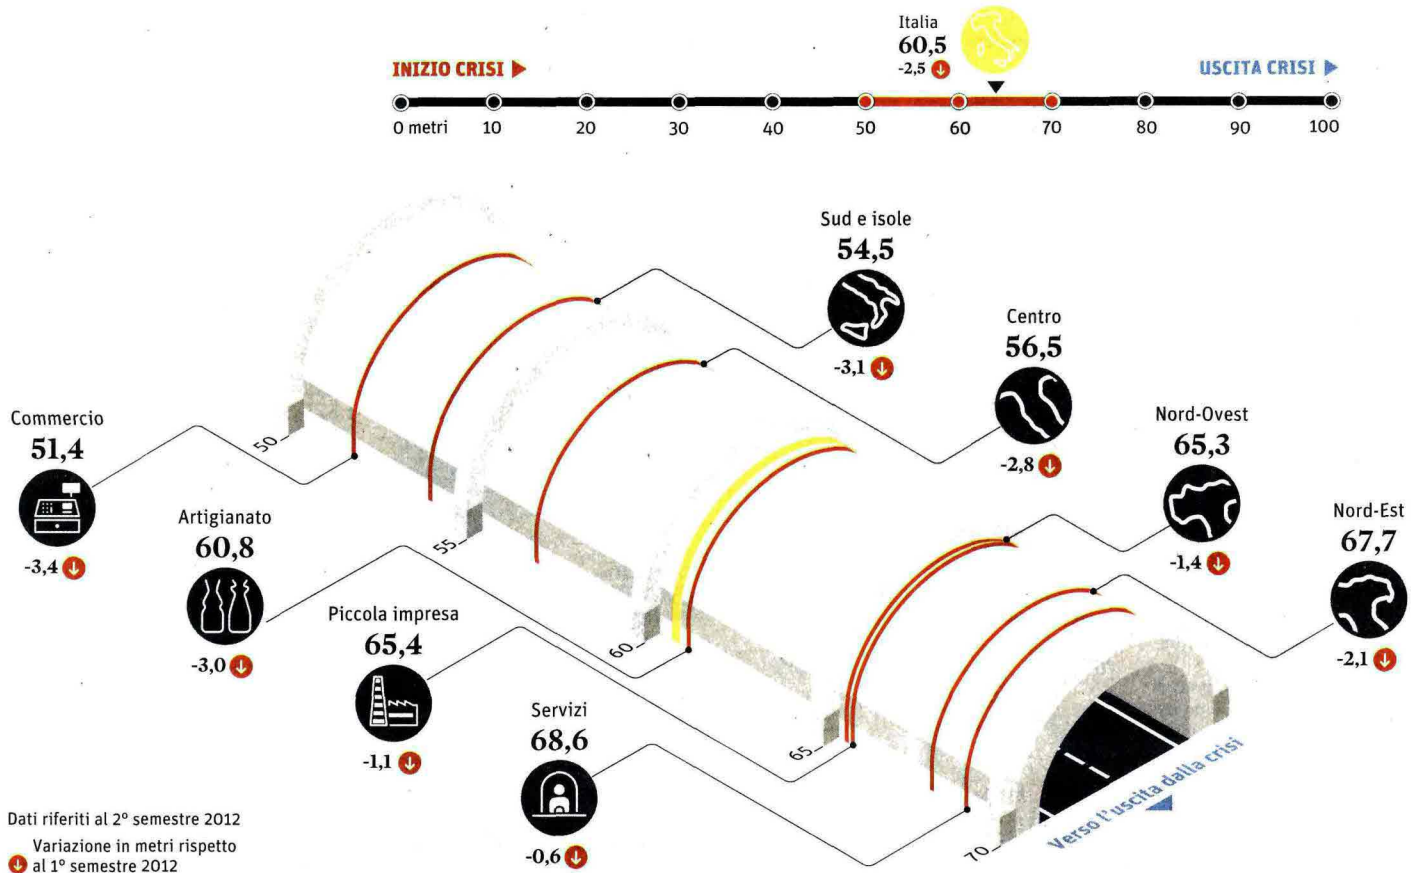 Italia
60,5
-2,5
INIZIO CRISI
USCITA CRISI
0 metri 10 20 30 40 50 60 70 80 90 100
Sud e isole
54,5
-3,1
Centro
56,5
-2,8
Nord-Ovest
65,3
-1,4
Nord-Est
67,7
-2,1
Commercio
51,4
-3,4
Artigianato
60,8
-3,0
Piccola impresa
65,4
-1,1
Servizi
68,6
-0,6
50
55
60
65
70
Verso l'uscita dalla crisi
Dati riferiti al 2° semestre 2012
Variazione in metri rispetto
al 1° semestre 2012